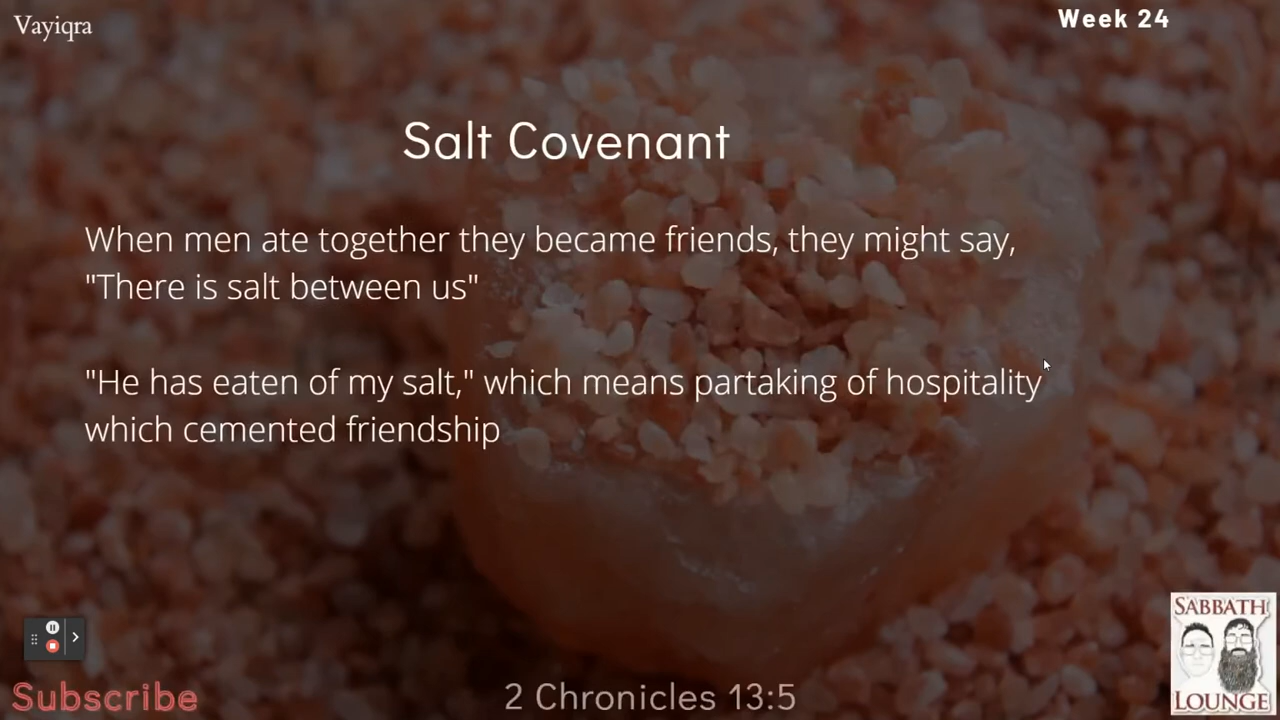 Vayiqra
Week 24
Salt Covenant
When men ate together they became friends, they might say,
"There is salt between us"
"He has eaten of my salt," which means partaking of hospitality
which cemented friendship
SABBATH
LOUNGE
Subscribe
2 Chronicles 13:5